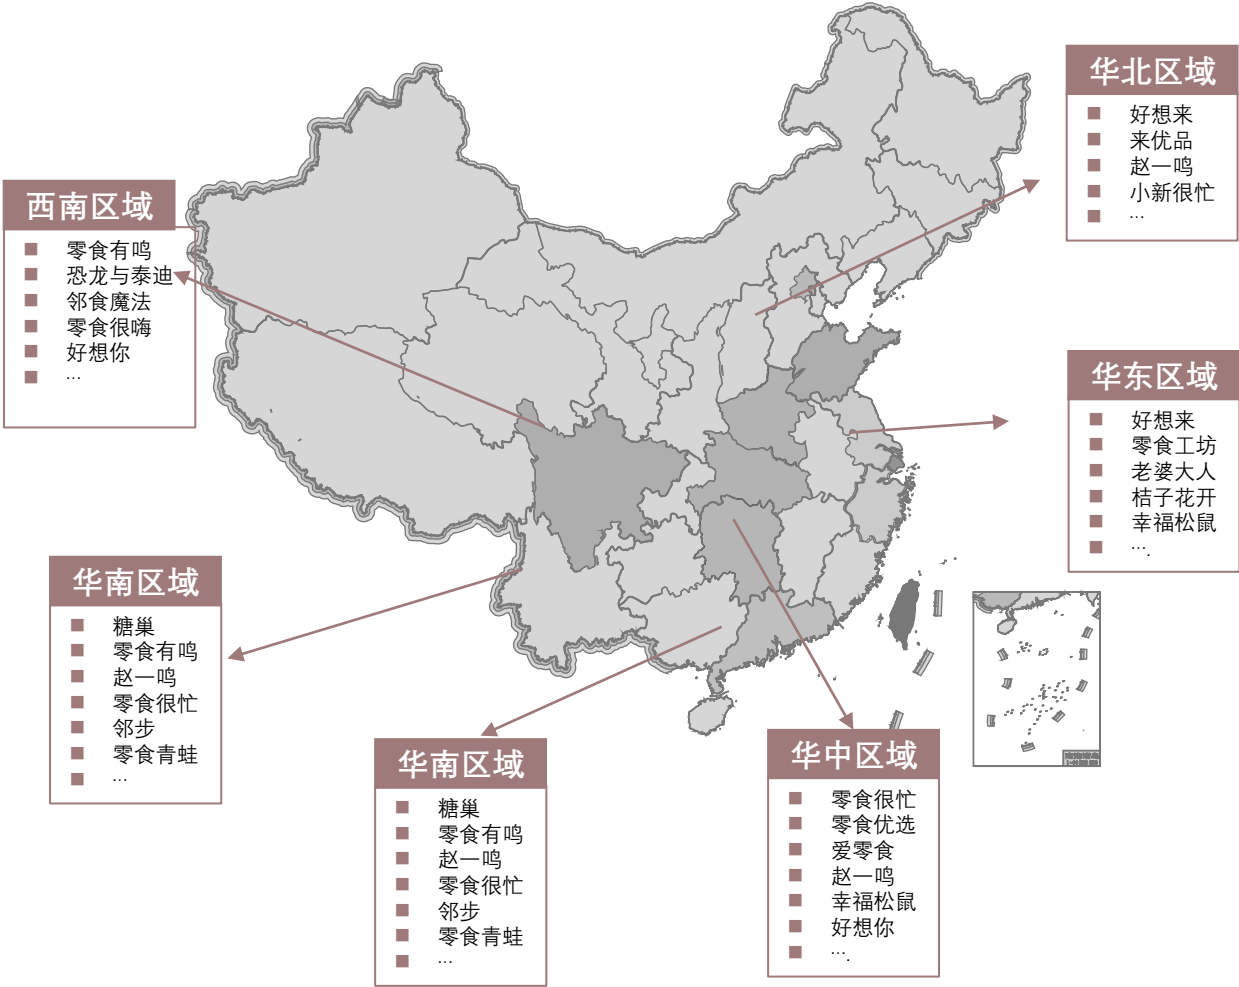 华北区域
好想来
来优品
赵一鸣
小新很忙
...
西南区域
零食有鸣
恐龙与泰迪
邻食魔法
零食很嗨
好想你
...
华东区域
好想来
零食工坊
老婆大人
桔子花开
幸福松鼠
....
华南区域
糖巢
零食有鸣
赵一鸣
零食很忙
邻步
零食青蛙
...
华南区域
糖巢
零食有鸣
赵一鸣
零食很忙
邻步
零食青蛙
...
华中区域
零食很忙
零食优选
爱零食
赵一鸣
幸福松鼠
好想你
....